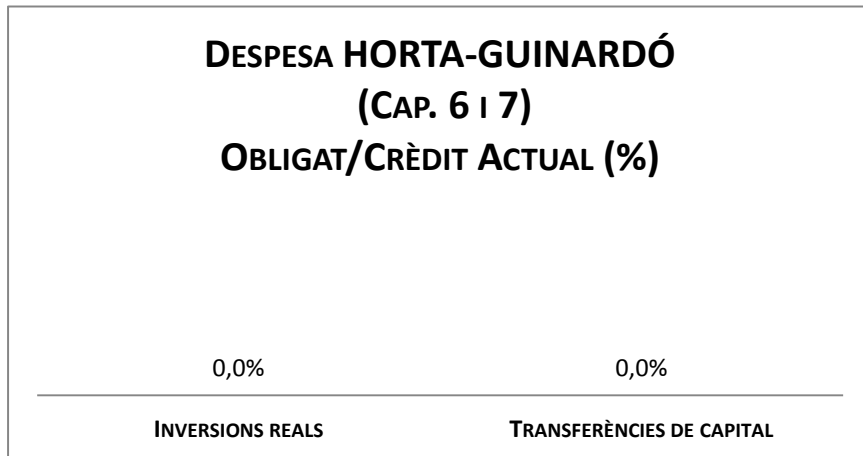 DESPESA HORTA-GUINARDÓ
(CAP. 6 I 7)
OBLIGAT/CRÈDIT ACTUAL (%)
0,0% 0,0%
INVERSIONS REALS TRANSFERÈNCIES DE CAPITAL